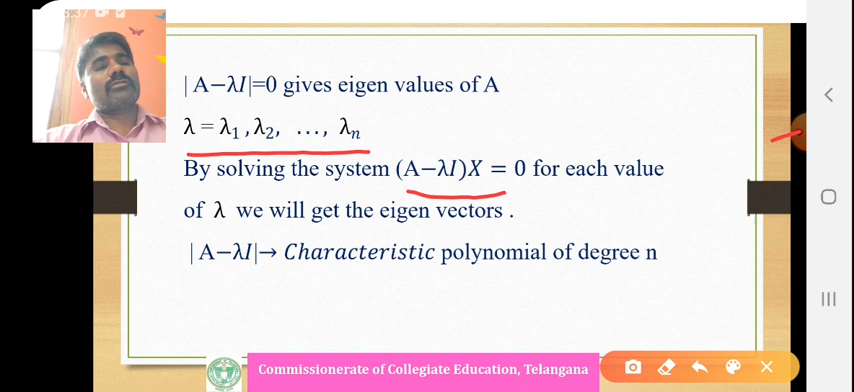 | A−λI|=0 gives eigen values of A
λ = λ₁ , λ₂, …, λₙ
By solving the system (A−λI)X = 0 for each value
of λ we will get the eigen vectors .
| A−λI|→ Characteristic polynomial of degree n
Commissionerate of Collegiate Education, Telangana